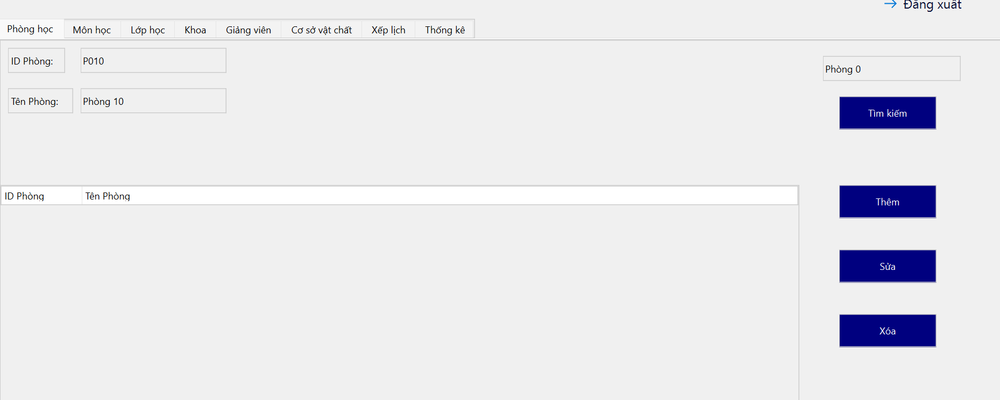 → Đăng xuất
Phòng học Môn học Lớp học Khoa Giảng viên Cơ sở vật chất Xếp lịch Thống kê
ID Phòng: P010
Phòng 0
Tên Phòng: Phòng 10
Tìm kiếm
ID Phòng Tên Phòng
Thêm
Sửa
Xóa